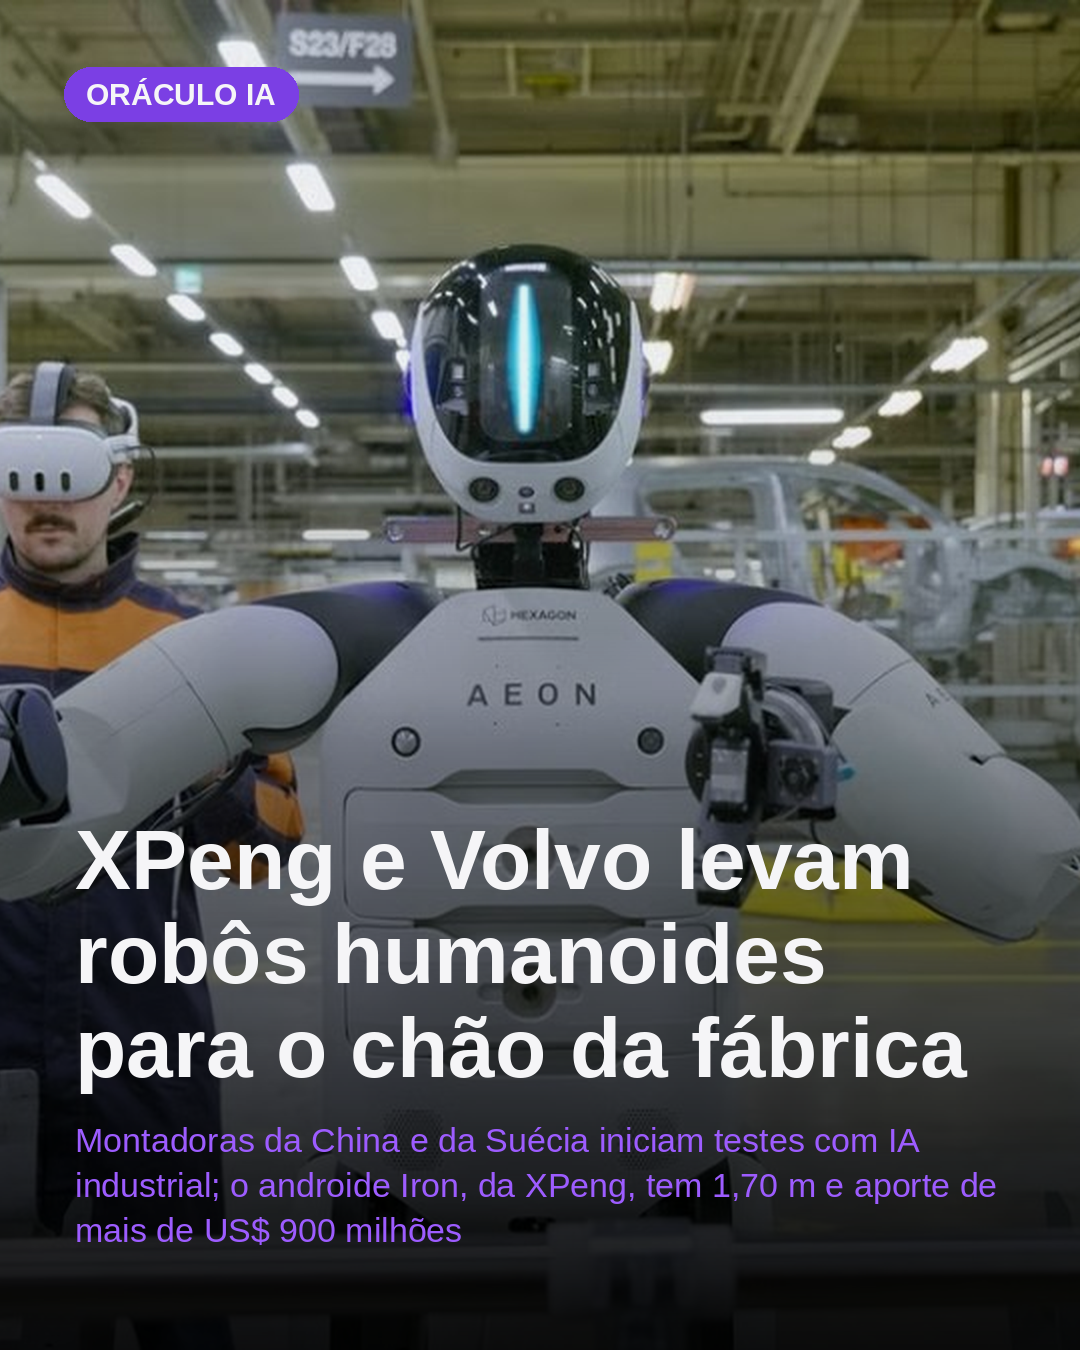 S23/F28
ORÁCULO IA
HEXAGON
AEON
XPeng e Volvo levam
robôs humanoides
para o chão da fábrica
Montadoras da China e da Suécia iniciam testes com IA
industrial; o androide Iron, da XPeng, tem 1,70 m e aporte de
mais de US$ 900 milhões